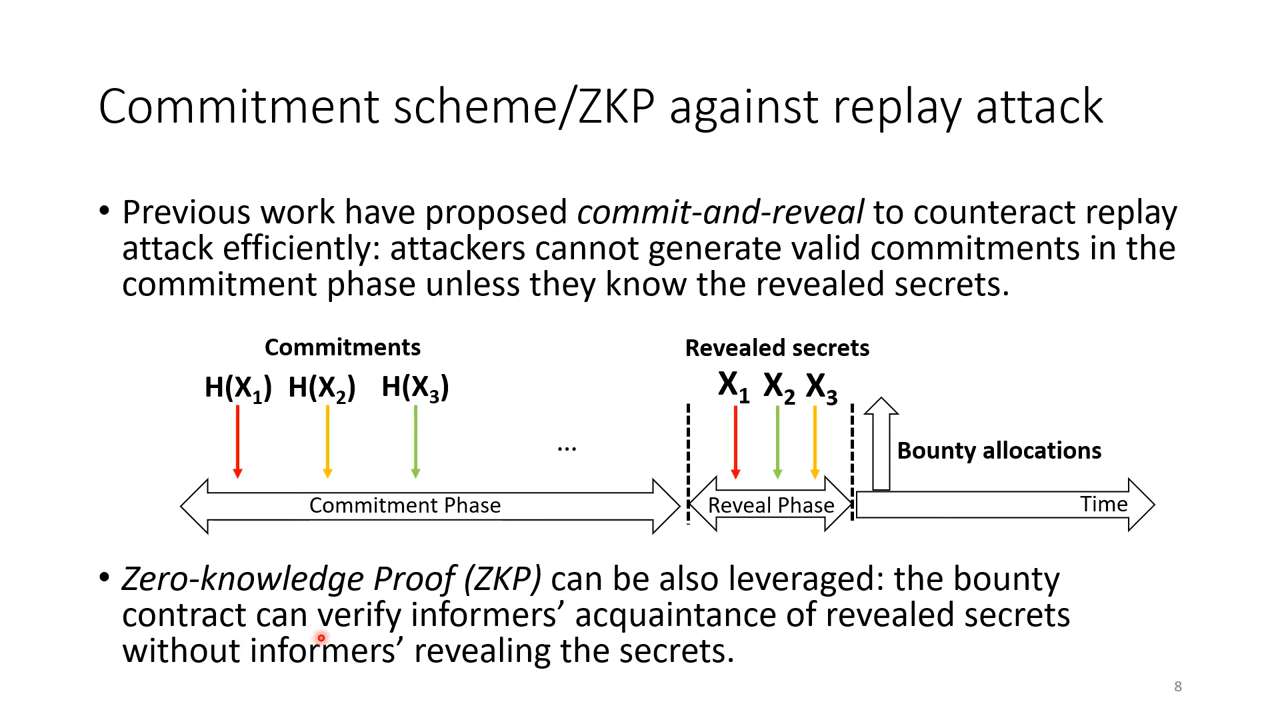 Commitment scheme/ZKP against replay attack
• Previous work have proposed commit-and-reveal to counteract replay
attack efficiently: attackers cannot generate valid commitments in the
commitment phase unless they know the revealed secrets.
Commitments
Revealed secrets
H(X1) H(X2) H(X3)
X1 X2 X3
...
Bounty allocations
Commitment Phase
Reveal Phase
Time
• Zero-knowledge Proof (ZKP) can be also leveraged: the bounty
contract can verify informers’ acquaintance of revealed secrets
without informers’ revealing the secrets.
8